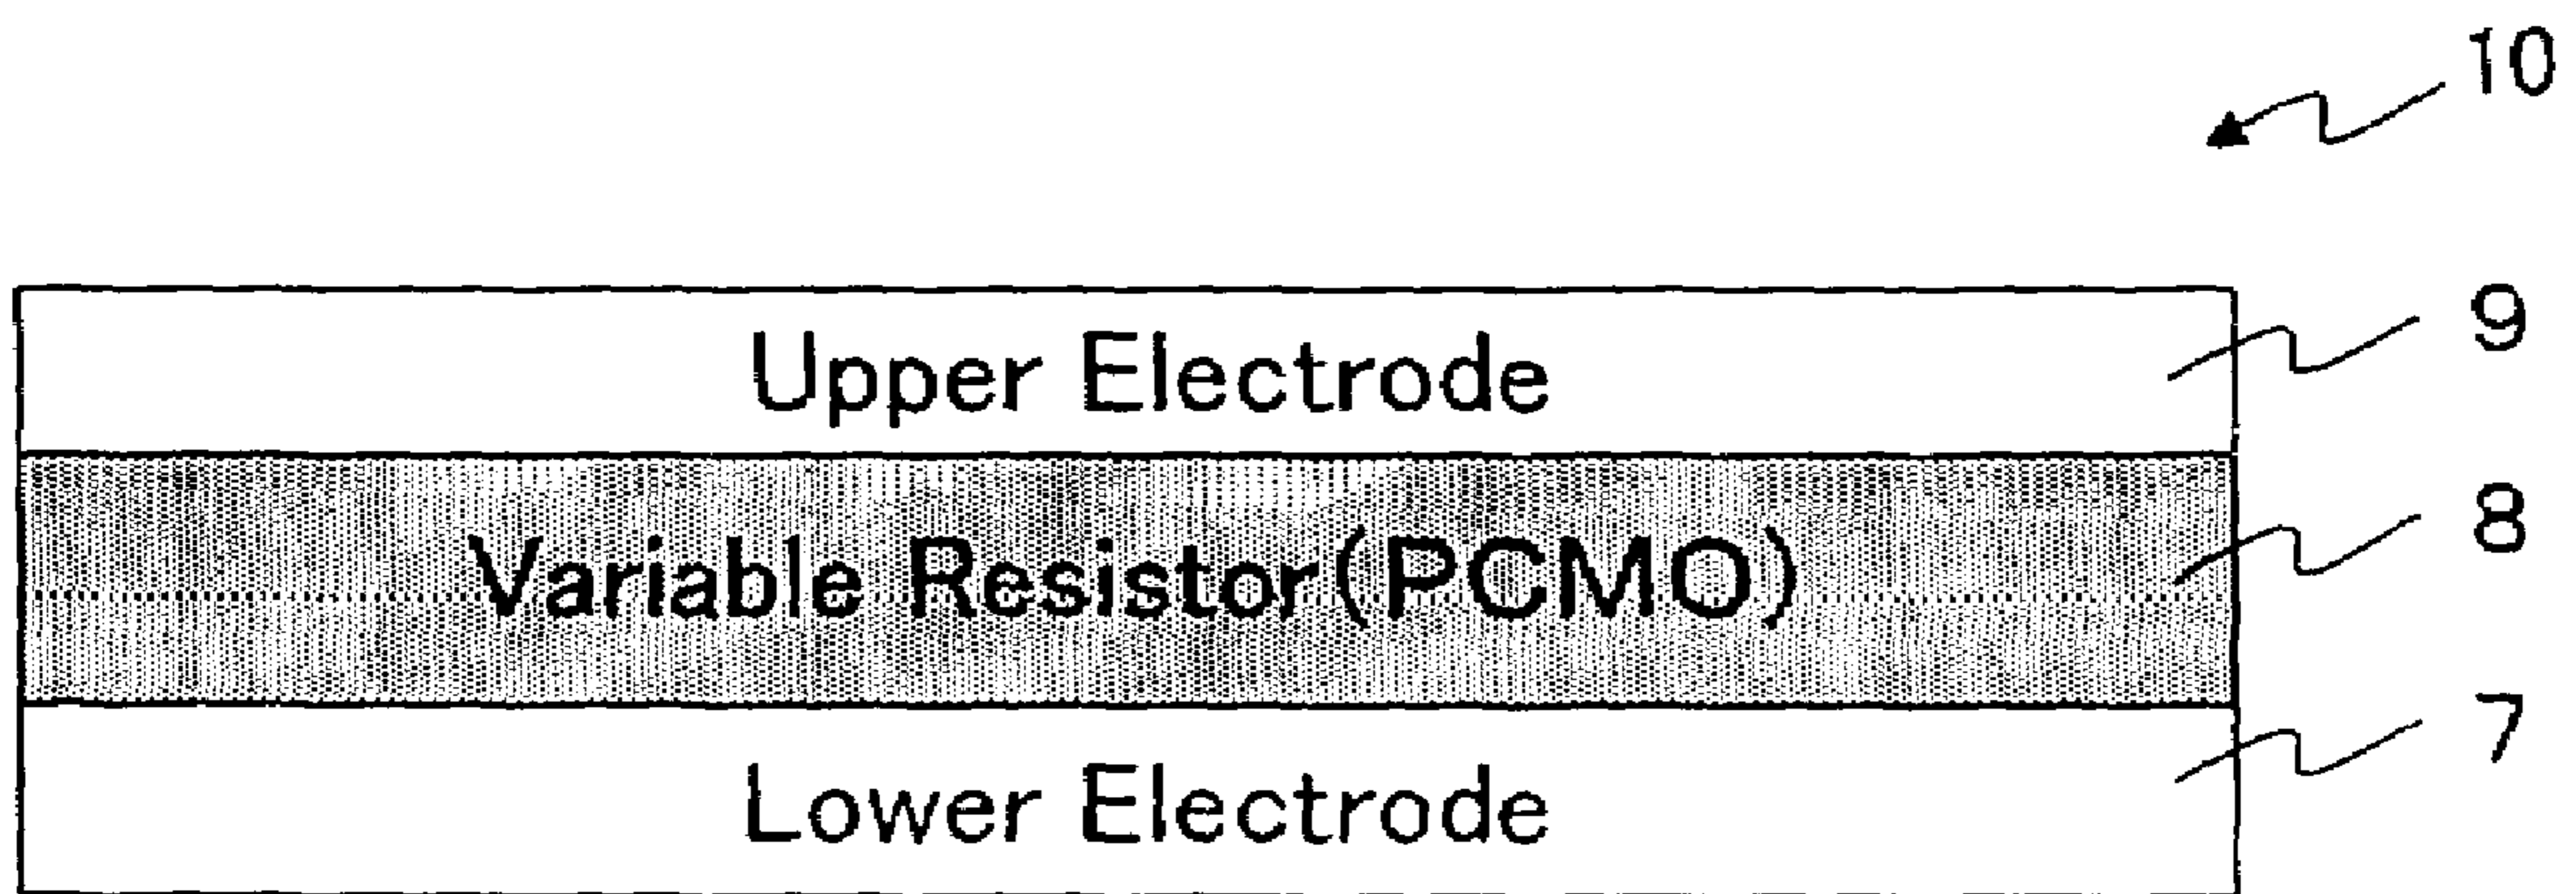 10
Upper Electrode 9
Variable Resistor(PCMO) 8
Lower Electrode 7